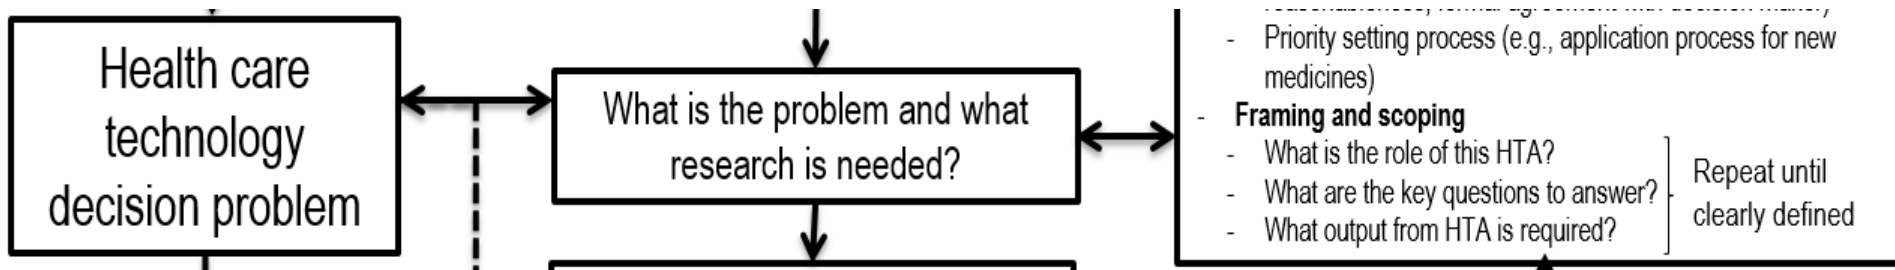 Health care
technology
decision problem
What is the problem and what
research is needed?
- Priority setting process (e.g., application process for new
medicines)
- Framing and scoping
- What is the role of this HTA?
- What are the key questions to answer?
- What output from HTA is required?
Repeat until
clearly defined